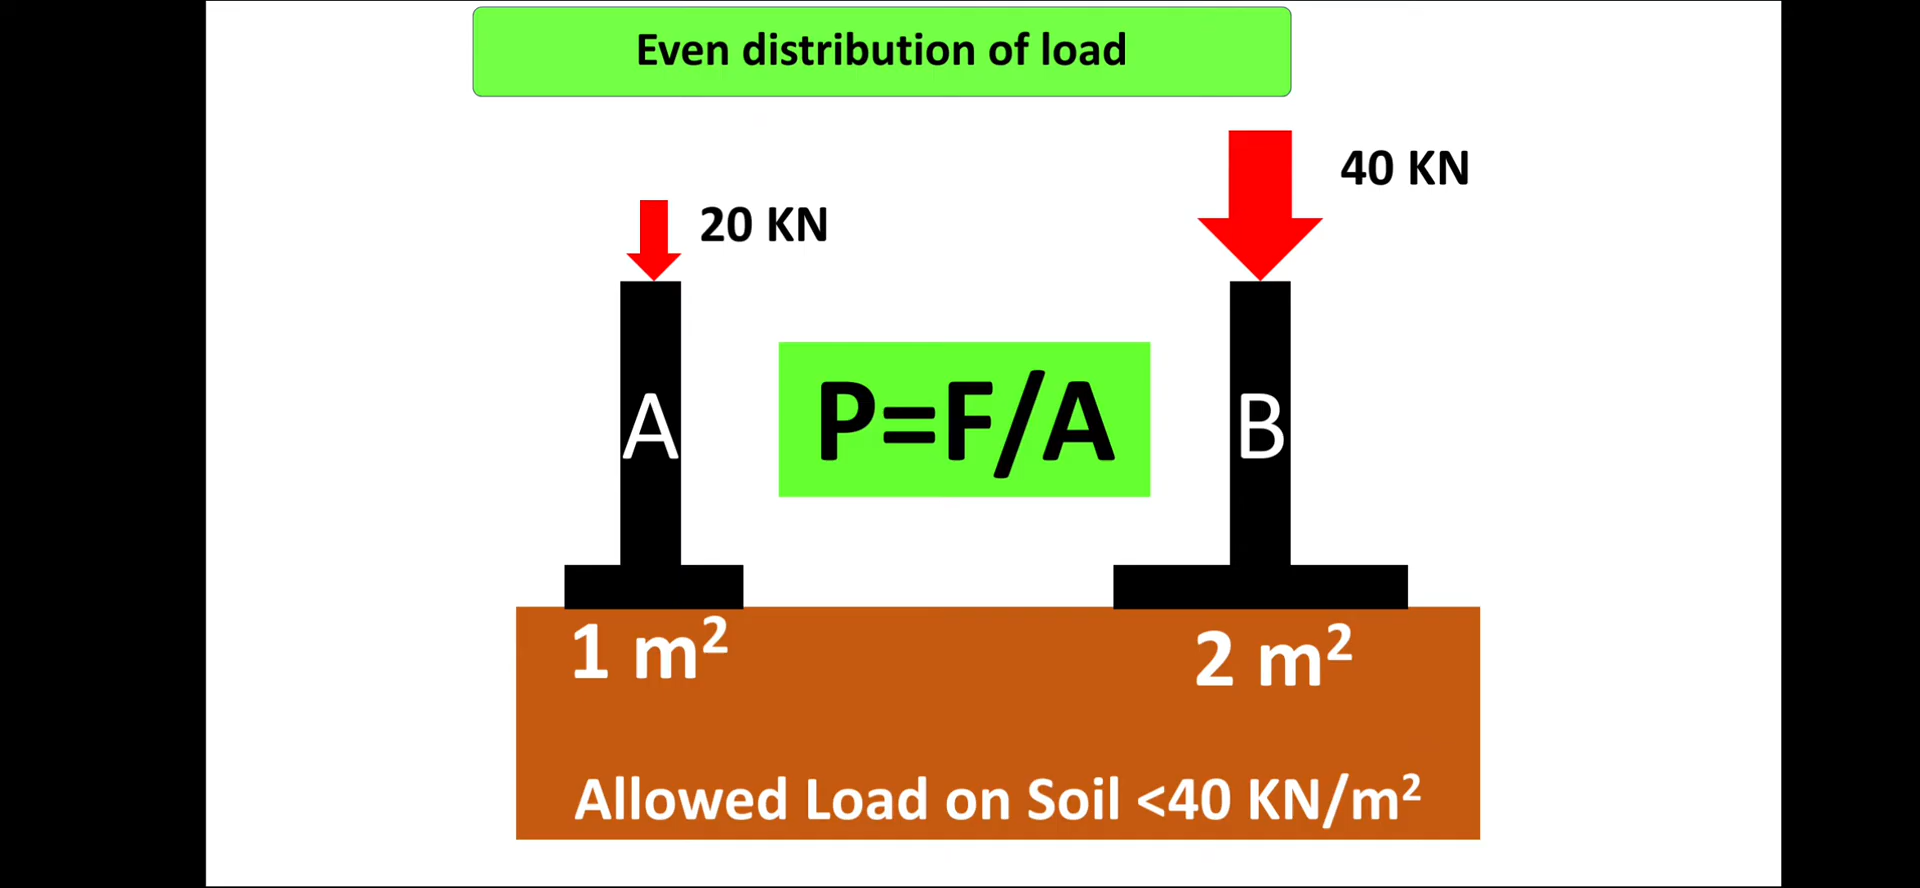 Even distribution of load
40 KN
20 KN
P=F/A
A
B
1 m²
2 m²
Allowed Load on Soil <40 KN/m²